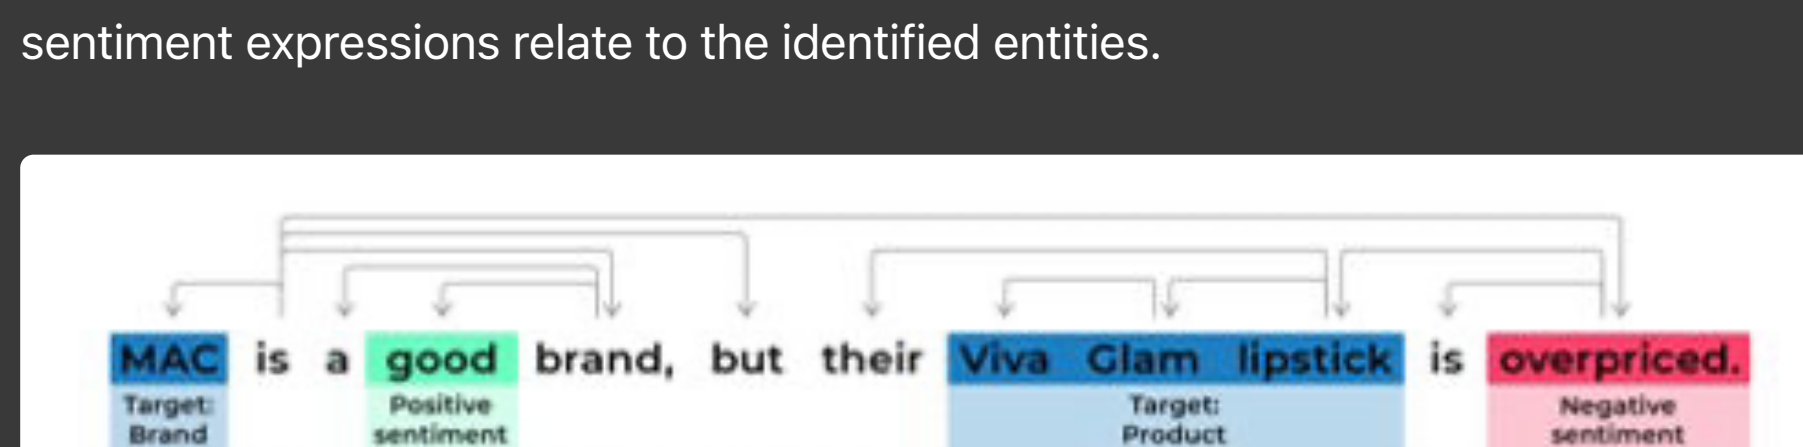 sentiment expressions relate to the identified entities.
MAC is a good brand, but their Viva Glam lipstick is overpriced.
Target: Positive Target: Negative
Brand sentiment Product sentiment